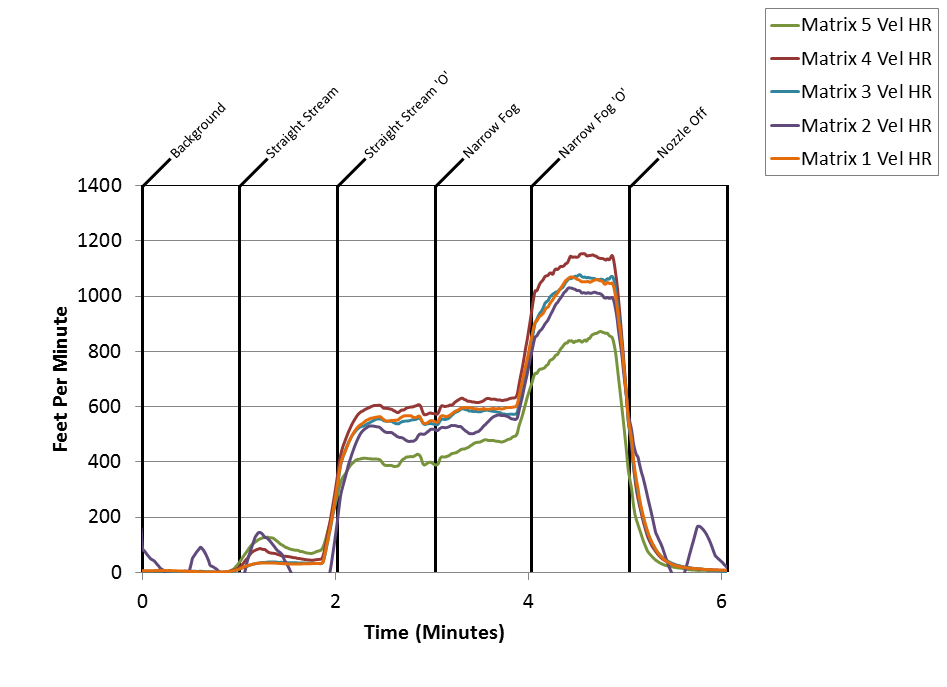 Matrix 5 Vel HR
Matrix 4 Vel HR
Matrix 3 Vel HR
Matrix 2 Vel HR
Matrix 1 Vel HR
Background
Straight Stream
Straight Stream 'O'
Narrow Fog
Narrow Fog 'O'
Nozzle Off
1400
1200
1000
800
600
400
200
0
Feet Per Minute
0 2 4 6
Time (Minutes)